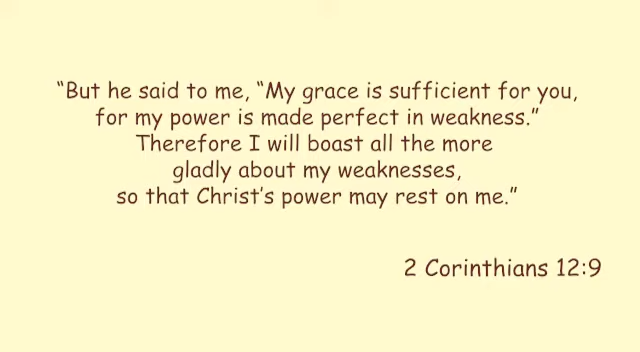 “But he said to me, “My grace is sufficient for you,
for my power is made perfect in weakness.”
Therefore I will boast all the more
gladly about my weaknesses,
so that Christ’s power may rest on me.”
2 Corinthians 12:9